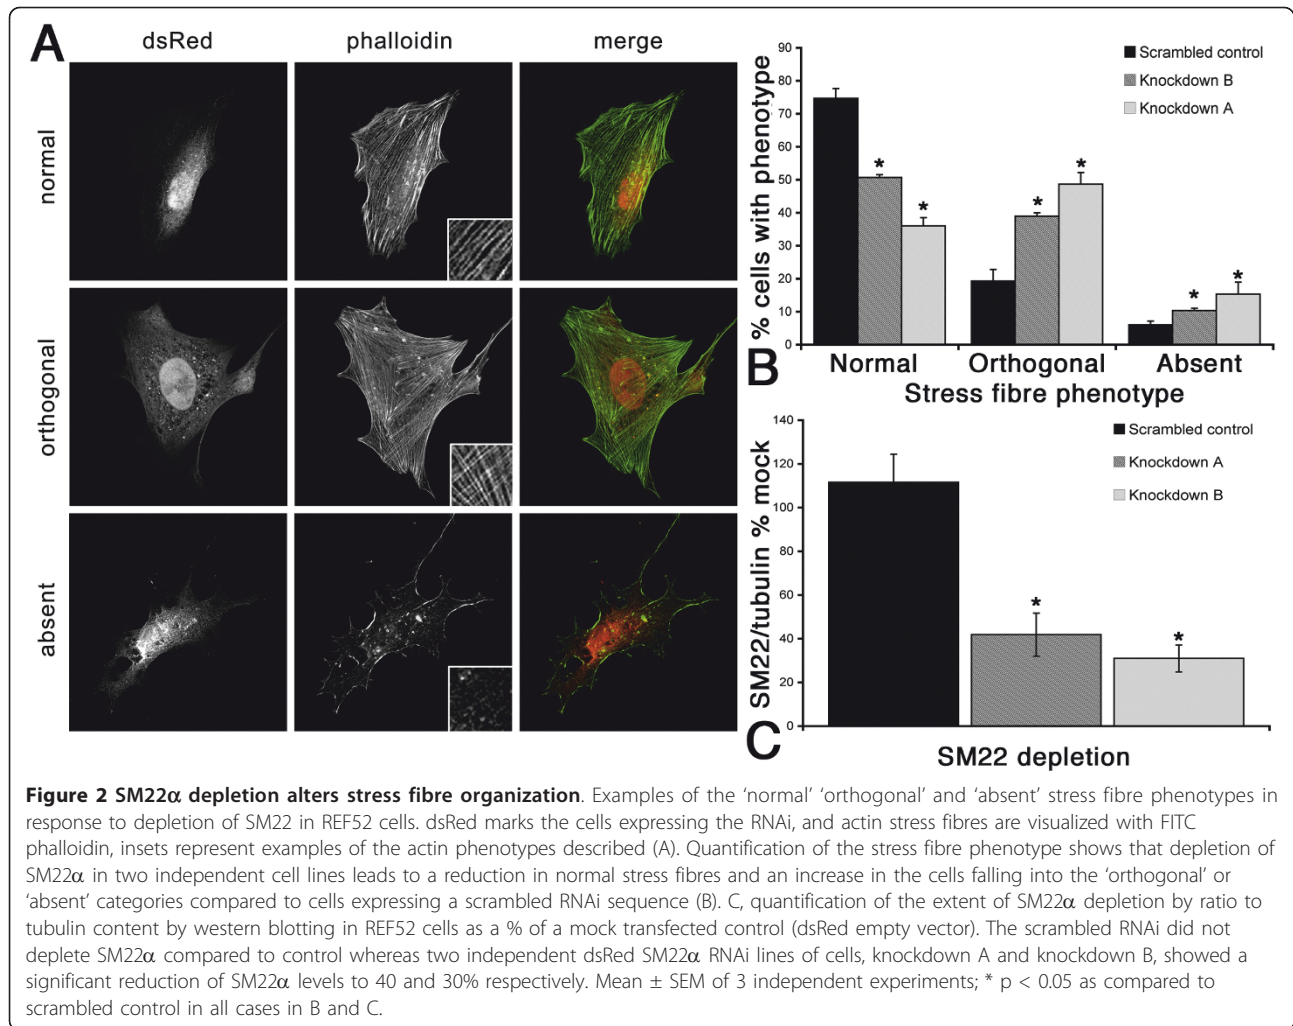 A
dsRed
phalloidin
merge
normal
orthogonal
absent
% cells with phenotype
90
80
70
60
50
40
30
20
10
0
Scrambled control
Knockdown B
Knockdown A
*
*
*
*
*
*
Normal
Orthogonal
Absent
B
Stress fibre phenotype
SM22/tubulin % mock
140
120
100
80
60
40
20
0
Scrambled control
Knockdown A
Knockdown B
*
*
C
SM22 depletion
Figure 2 SM22α depletion alters stress fibre organization. Examples of the ‘normal’ ‘orthogonal’ and ‘absent’ stress fibre phenotypes in
response to depletion of SM22 in REF52 cells. dsRed marks the cells expressing the RNAi, and actin stress fibres are visualized with FITC
phalloidin, insets represent examples of the actin phenotypes described (A). Quantification of the stress fibre phenotype shows that depletion of
SM22α in two independent cell lines leads to a reduction in normal stress fibres and an increase in the cells falling into the ‘orthogonal’ or
‘absent’ categories compared to cells expressing a scrambled RNAi sequence (B). C, quantification of the extent of SM22α depletion by ratio to
tubulin content by western blotting in REF52 cells as a % of a mock transfected control (dsRed empty vector). The scrambled RNAi did not
deplete SM22α compared to control whereas two independent dsRed SM22α RNAi lines of cells, knockdown A and knockdown B, showed a
significant reduction of SM22α levels to 40 and 30% respectively. Mean ± SEM of 3 independent experiments; * p < 0.05 as compared to
scrambled control in all cases in B and C.